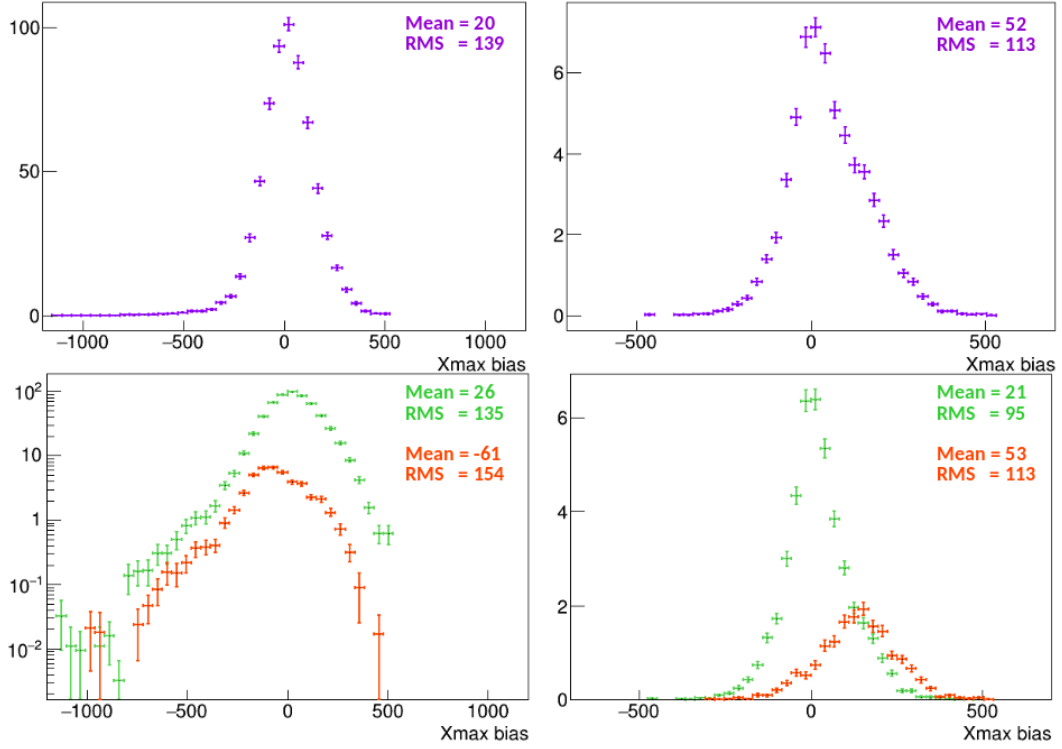 Mean = 20
RMS = 139
100
50
0
−1000
−500
0
500
1000
Xmax bias
Mean = 52
RMS = 113
6
4
2
0
−500
0
500
Xmax bias
Mean = 26
RMS = 135
Mean = -61
RMS = 154
10²
10
1
10⁻¹
10⁻²
−1000
−500
0
500
1000
Xmax bias
Mean = 21
RMS = 95
Mean = 53
RMS = 113
6
4
2
0
−500
0
500
Xmax bias